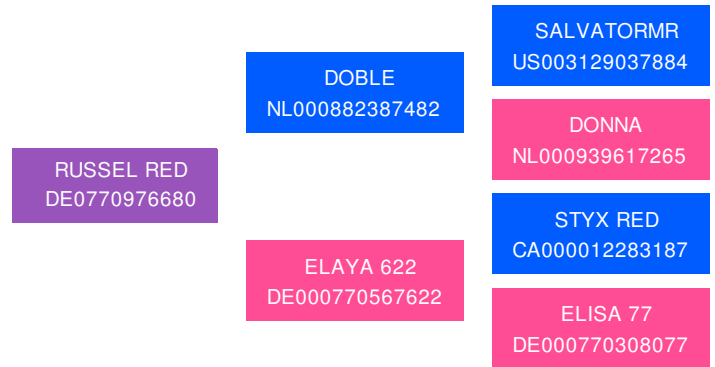 SALVATORMR
US003129037884
DOBLE
NL000882387482
DONNA
NL000939617265
RUSSEL RED
DE0770976680
STYX RED
CA000012283187
ELAYA 622
DE000770567622
ELISA 77
DE000770308077